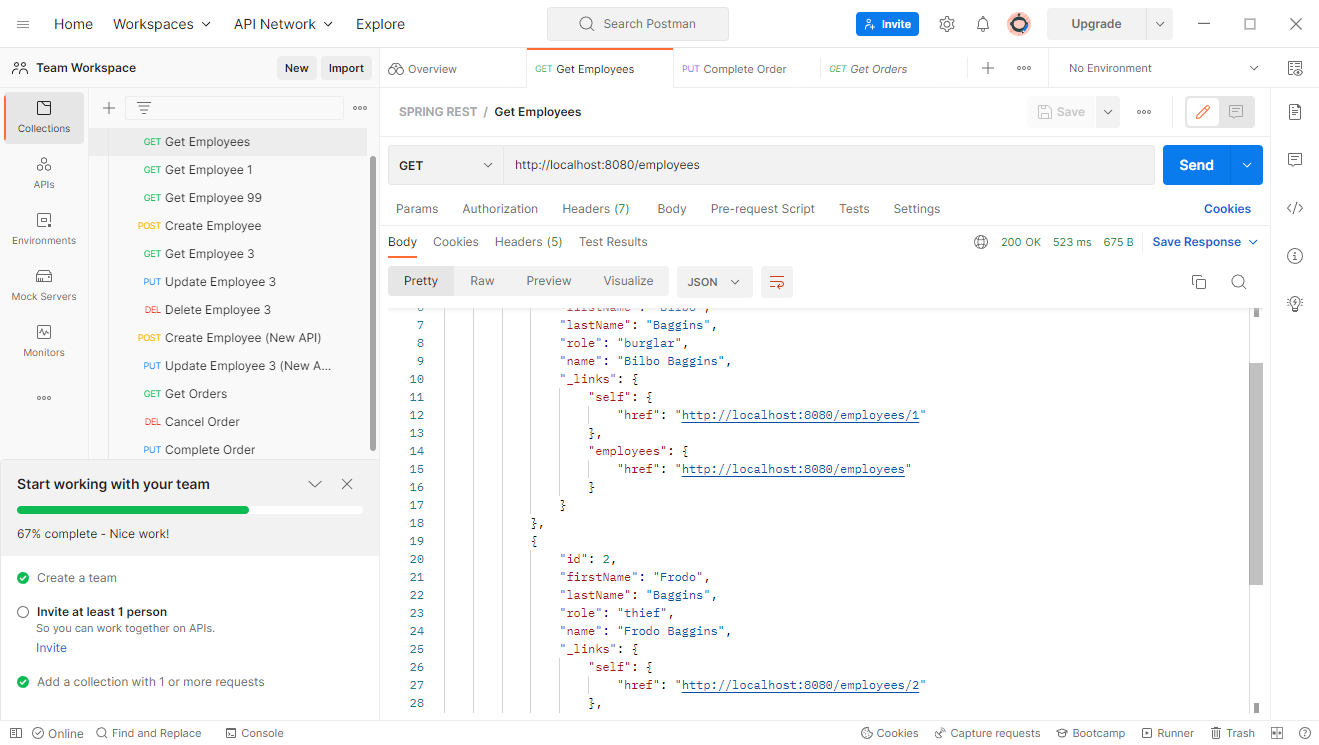 Home Workspaces API Network Explore Search Postman Invite Upgrade
Team Workspace New Import
Overview GET Get Employees PUT Complete Order GET Get Orders No Environment
Collections
APIs
Environments
Mock Servers
Monitors
GET Get Employees
GET Get Employee 1
GET Get Employee 99
POST Create Employee
GET Get Employee 3
PUT Update Employee 3
DEL Delete Employee 3
POST Create Employee (New API)
PUT Update Employee 3 (New A...
GET Get Orders
DEL Cancel Order
PUT Complete Order
Start working with your team
67% complete - Nice work!
Create a team
Invite at least 1 person
So you can work together on APIs.
Invite
Add a collection with 1 or more requests
SPRING REST / Get Employees Save
GET http://localhost:8080/employees Send
Params Authorization Headers (7) Body Pre-request Script Tests Settings Cookies
Body Cookies Headers (5) Test Results 200 OK 523 ms 675 B Save Response
Pretty Raw Preview Visualize JSON
6 "firstName": "Bilbo",
7 "lastName": "Baggins",
8 "role": "burglar",
9 "name": "Bilbo Baggins",
10 "_links": {
11 "self": {
12 "href": "http://localhost:8080/employees/1"
13 },
14 "employees": {
15 "href": "http://localhost:8080/employees"
16 }
17 }
18 },
19 {
20 "id": 2,
21 "firstName": "Frodo",
22 "lastName": "Baggins",
23 "role": "thief",
24 "name": "Frodo Baggins",
25 "_links": {
26 "self": {
27 "href": "http://localhost:8080/employees/2"
28 },
Online Find and Replace Console Cookies Capture requests Bootcamp Runner Trash